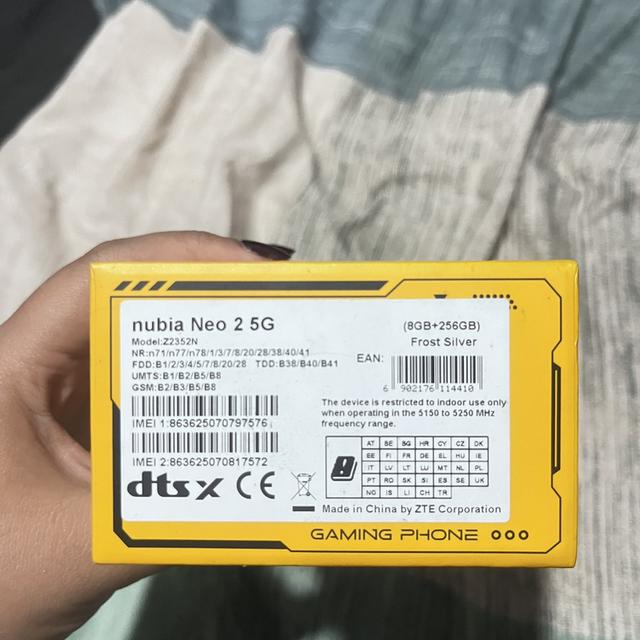 nubia Neo 2 5G
Model:Z2352N
NR:n71/n77/n78/1/3/7/8/20/28/38/40/41
FDD:B1/2/3/4/5/7/8/20/28 TDD:B38/B40/B41
UMTS:B1/B2/B5/B8
GSM:B2/B3/B5/B8
IMEI 1:863625070797576
IMEI 2:863625070817572
dts X CE
(8GB+256GB)
Frost Silver
EAN:
6 902176 114410
The device is restricted to indoor use only
when operating in the 5150 to 5250 MHz
frequency range.
AT BE BG HR CY CZ DK
EE FI FR DE EL HU IE
IT LV LT LU MT NL PL
PT RO SK SI ES SE UK
NO IS LI CH TR
Made in China by ZTE Corporation
GAMING PHONE